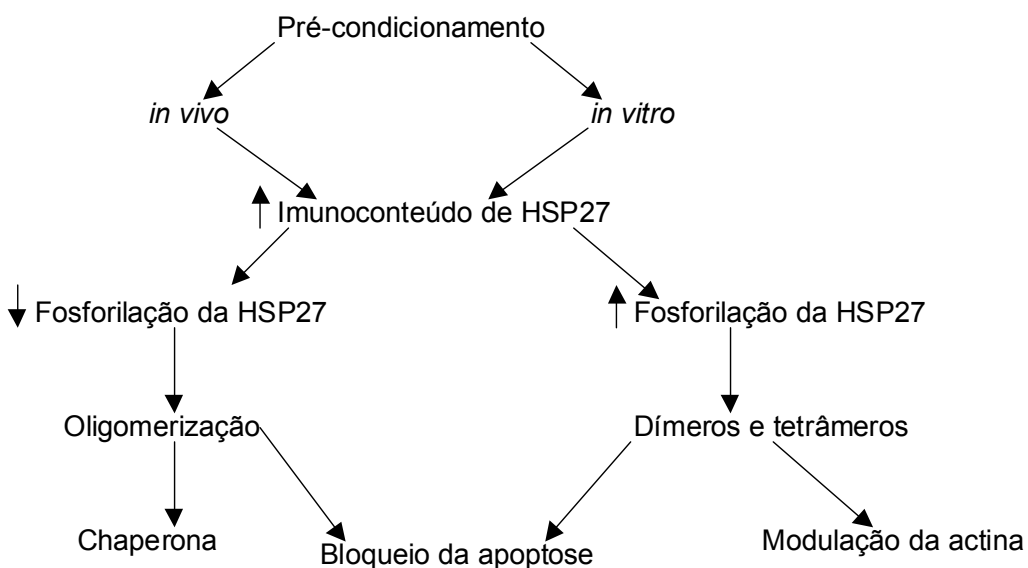 Pré-condicionamento
in vivo
in vitro
Imunoconteúdo de HSP27
Fosforilação da HSP27
Fosforilação da HSP27
Oligomerização
Dímeros e tetrâmeros
Chaperona
Bloqueio da apoptose
Modulação da actina